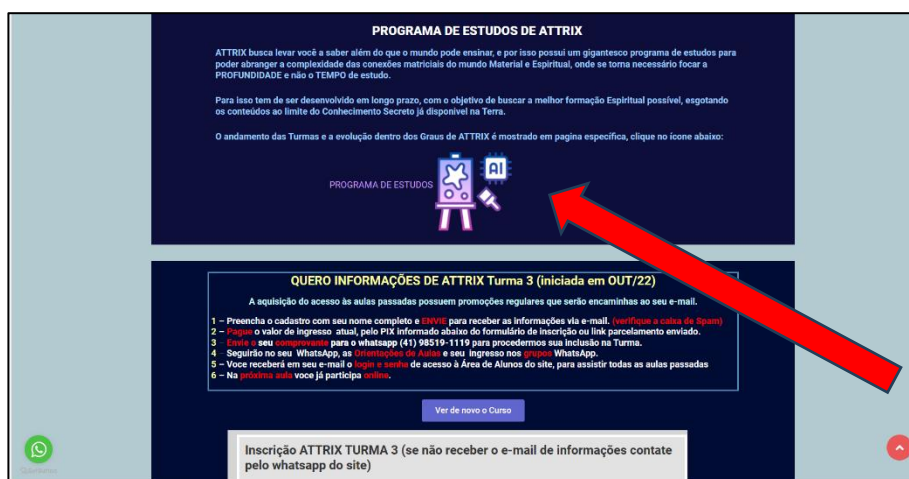 PROGRAMA DE ESTUDOS DE ATTRIX
ATTRIX busca levar você a saber além do que o mundo pode ensinar, e por isso possui um gigantesco programa de estudos para
poder abranger a complexidade das conexões matriciais do mundo Material e Espiritual, onde se torna necessário focar a
PROFUNDIDADE e não o TEMPO de estudo.
Para isso tem de ser desenvolvido em longo prazo, com o objetivo de buscar a melhor formação Espiritual possível, esgotando
os conteúdos ao limite do Conhecimento Secreto já disponivel na Terra.
O andamento das Turmas e a evolução dentro dos Graus de ATTRIX é mostrado em pagina específica, clique no ícone abaixo:
PROGRAMA DE ESTUDOS
AI
QUERO INFORMAÇÕES DE ATTRIX Turma 3 (iniciada em OUT/22)
A aquisição do acesso às aulas passadas possuem promoções regulares que serão encaminhas ao seu e-mail.
1 – Preencha o cadastro com seu nome completo e ENVIE para receber as informações via e-mail. (verifique a caixa de Spam)
2 – Pague o valor de ingresso atual, pelo PIX informado abaixo do formulário de inscrição ou link parcelamento enviado.
3 – Envie o seu comprovante para o whatsapp (41) 98519-1119 para procedermos sua inclusão na Turma.
4 – Seguirão no seu WhatsApp, as Orientações de Aulas e seu ingresso nos grupos WhatsApp.
5 – Voce receberá em seu e-mail o login e senha de acesso à Área de Alunos do site, para assistir todas as aulas passadas
6 – Na próxima aula voce já participa online.
Ver de novo o Curso
Inscrição ATTRIX TURMA 3 (se não receber o e-mail de informações contate
pelo whatsapp do site)